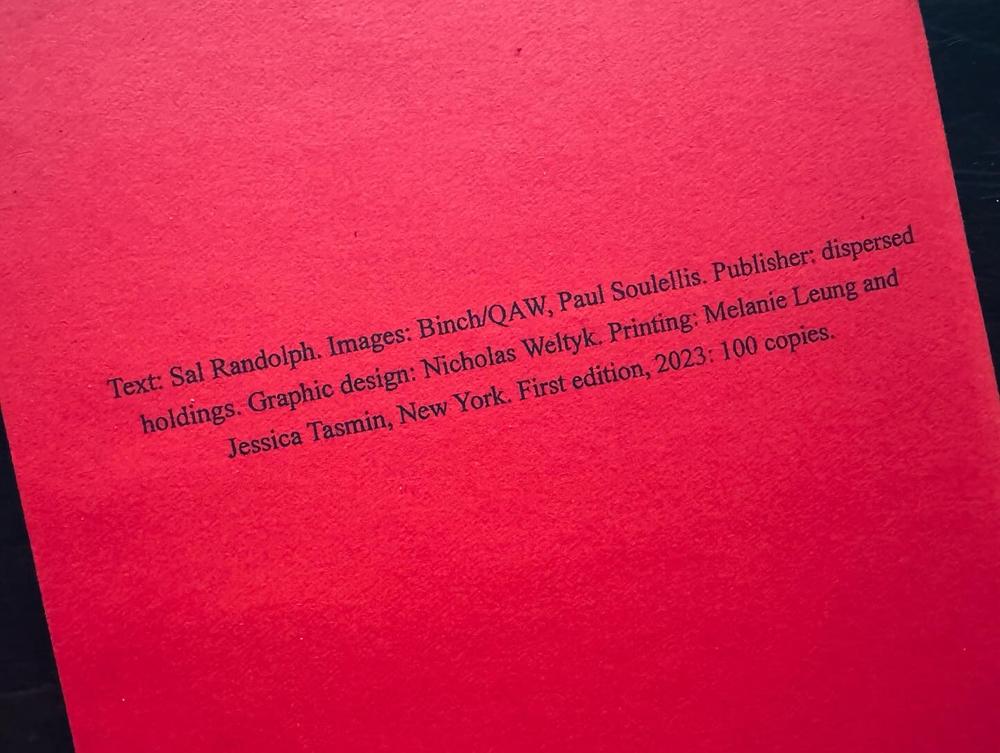 Text: Sal Randolph. Images: Binch/QAW, Paul Soulellis. Publisher: dispersed
holdings. Graphic design: Nicholas Weltyk. Printing: Melanie Leung and
Jessica Tasmin, New York. First edition, 2023: 100 copies.